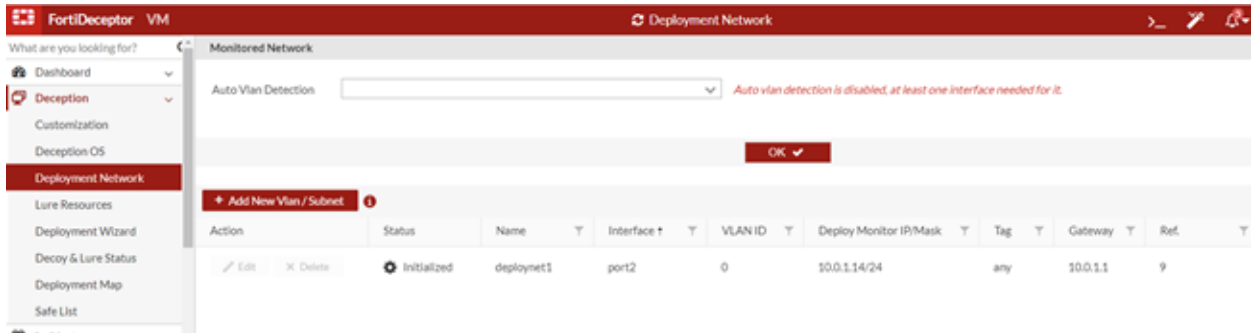 FortiDeceptor VM
Deployment Network
>_
What are you looking for?
Monitored Network
Dashboard
Auto Vlan Detection
Auto vlan detection is disabled, at least one interface needed for it.
Deception
Customization
Deception OS
OK
Deployment Network
Lure Resources
+ Add New Vlan / Subnet
Deployment Wizard
Action Status Name Interface VLAN ID Deploy Monitor IP/Mask Tag Gateway Ref.
Decoy & Lure Status
Edit Delete Initialized deploynet1 port2 0 10.0.1.14/24 any 10.0.1.1 9
Deployment Map
Safe List